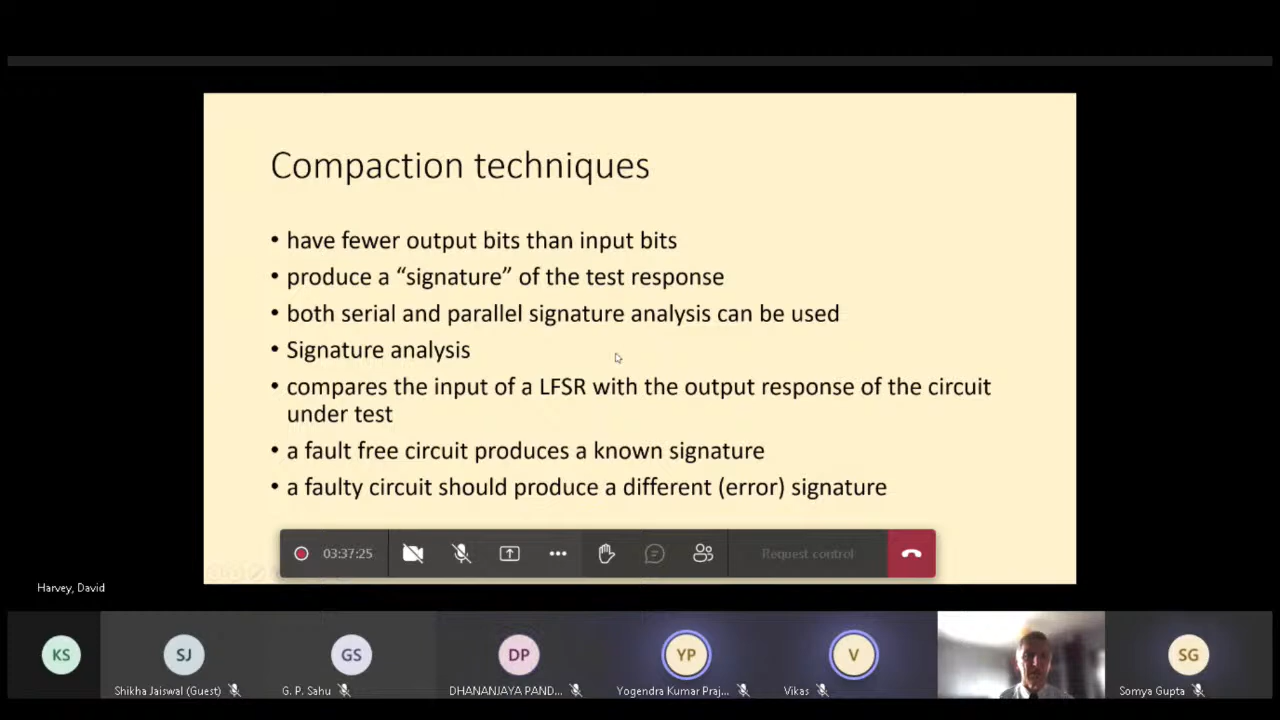 Compaction techniques
• have fewer output bits than input bits
• produce a “signature” of the test response
• both serial and parallel signature analysis can be used
• Signature analysis
• compares the input of a LFSR with the output response of the circuit
under test
• a fault free circuit produces a known signature
• a faulty circuit should produce a different (error) signature
03:37:25
Request control
Harvey, David
KS
SJ
GS
DP
YP
V
SG
Shikha Jaiswal (Guest)
G. P. Sahu
DHANANJAYA PAND...
Yogendra Kumar Praj...
Vikas
Somya Gupta